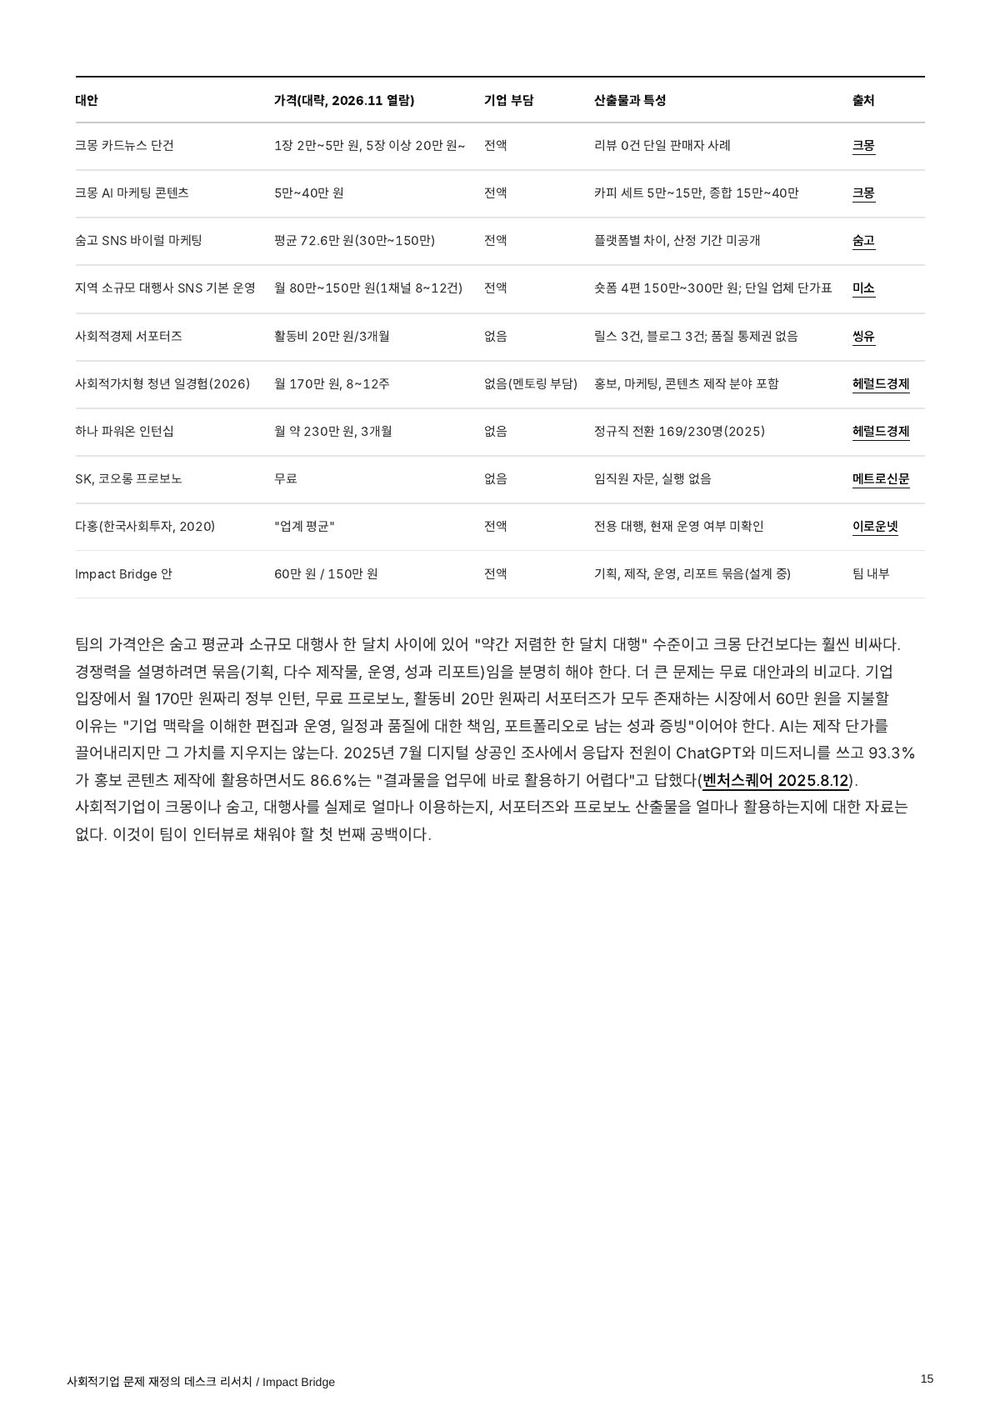 대안 가격(대략, 2026.11 열람) 기업 부담 산출물과 특성 출처
크몽 카드뉴스 단건 1장 2만~5만 원, 5장 이상 20만 원~ 전액 리뷰 0건 단일 판매자 사례 크몽
크몽 AI 마케팅 콘텐츠 5만~40만 원 전액 카피 세트 5만~15만, 종합 15만~40만 크몽
숨고 SNS 바이럴 마케팅 평균 72.6만 원(30만~150만) 전액 플랫폼별 차이, 산정 기간 미공개 숨고
지역 소규모 대행사 SNS 기본 운영 월 80만~150만 원(1채널 8~12건) 전액 숏폼 4편 150만~300만 원; 단일 업체 단가표 미소
사회적경제 서포터즈 활동비 20만 원/3개월 없음 릴스 3건, 블로그 3건; 품질 통제권 없음 씽유
사회적가치형 청년 일경험(2026) 월 170만 원, 8~12주 없음(멘토링 부담) 홍보, 마케팅, 콘텐츠 제작 분야 포함 헤럴드경제
하나 파워온 인턴십 월 약 230만 원, 3개월 없음 정규직 전환 169/230명(2025) 헤럴드경제
SK, 코오롱 프로보노 무료 없음 임직원 자문, 실행 없음 메트로신문
다홍(한국사회투자, 2020) "업계 평균" 전액 전용 대행, 현재 운영 여부 미확인 이로운넷
Impact Bridge 안 60만 원 / 150만 원 전액 기획, 제작, 운영, 리포트 묶음(설계 중) 팀 내부
팀의 가격안은 숨고 평균과 소규모 대행사 한 달치 사이에 있어 "약간 저렴한 한 달치 대행" 수준이고 크몽 단건보다는 훨씬 비싸다.
경쟁력을 설명하려면 묶음(기획, 다수 제작물, 운영, 성과 리포트)임을 분명히 해야 한다. 더 큰 문제는 무료 대안과의 비교다. 기업
입장에서 월 170만 원짜리 정부 인턴, 무료 프로보노, 활동비 20만 원짜리 서포터즈가 모두 존재하는 시장에서 60만 원을 지불할
이유는 "기업 맥락을 이해한 편집과 운영, 일정과 품질에 대한 책임, 포트폴리오로 남는 성과 증빙"이어야 한다. AI는 제작 단가를
끌어내리지만 그 가치를 지우지는 않는다. 2025년 7월 디지털 상공인 조사에서 응답자 전원이 ChatGPT와 미드저니를 쓰고 93.3%
가 홍보 콘텐츠 제작에 활용하면서도 86.6%는 "결과물을 업무에 바로 활용하기 어렵다"고 답했다(벤처스퀘어 2025.8.12).
사회적기업이 크몽이나 숨고, 대행사를 실제로 얼마나 이용하는지, 서포터즈와 프로보노 산출물을 얼마나 활용하는지에 대한 자료는
없다. 이것이 팀이 인터뷰로 채워야 할 첫 번째 공백이다.
사회적기업 문제 재정의 데스크 리서치 / Impact Bridge 15